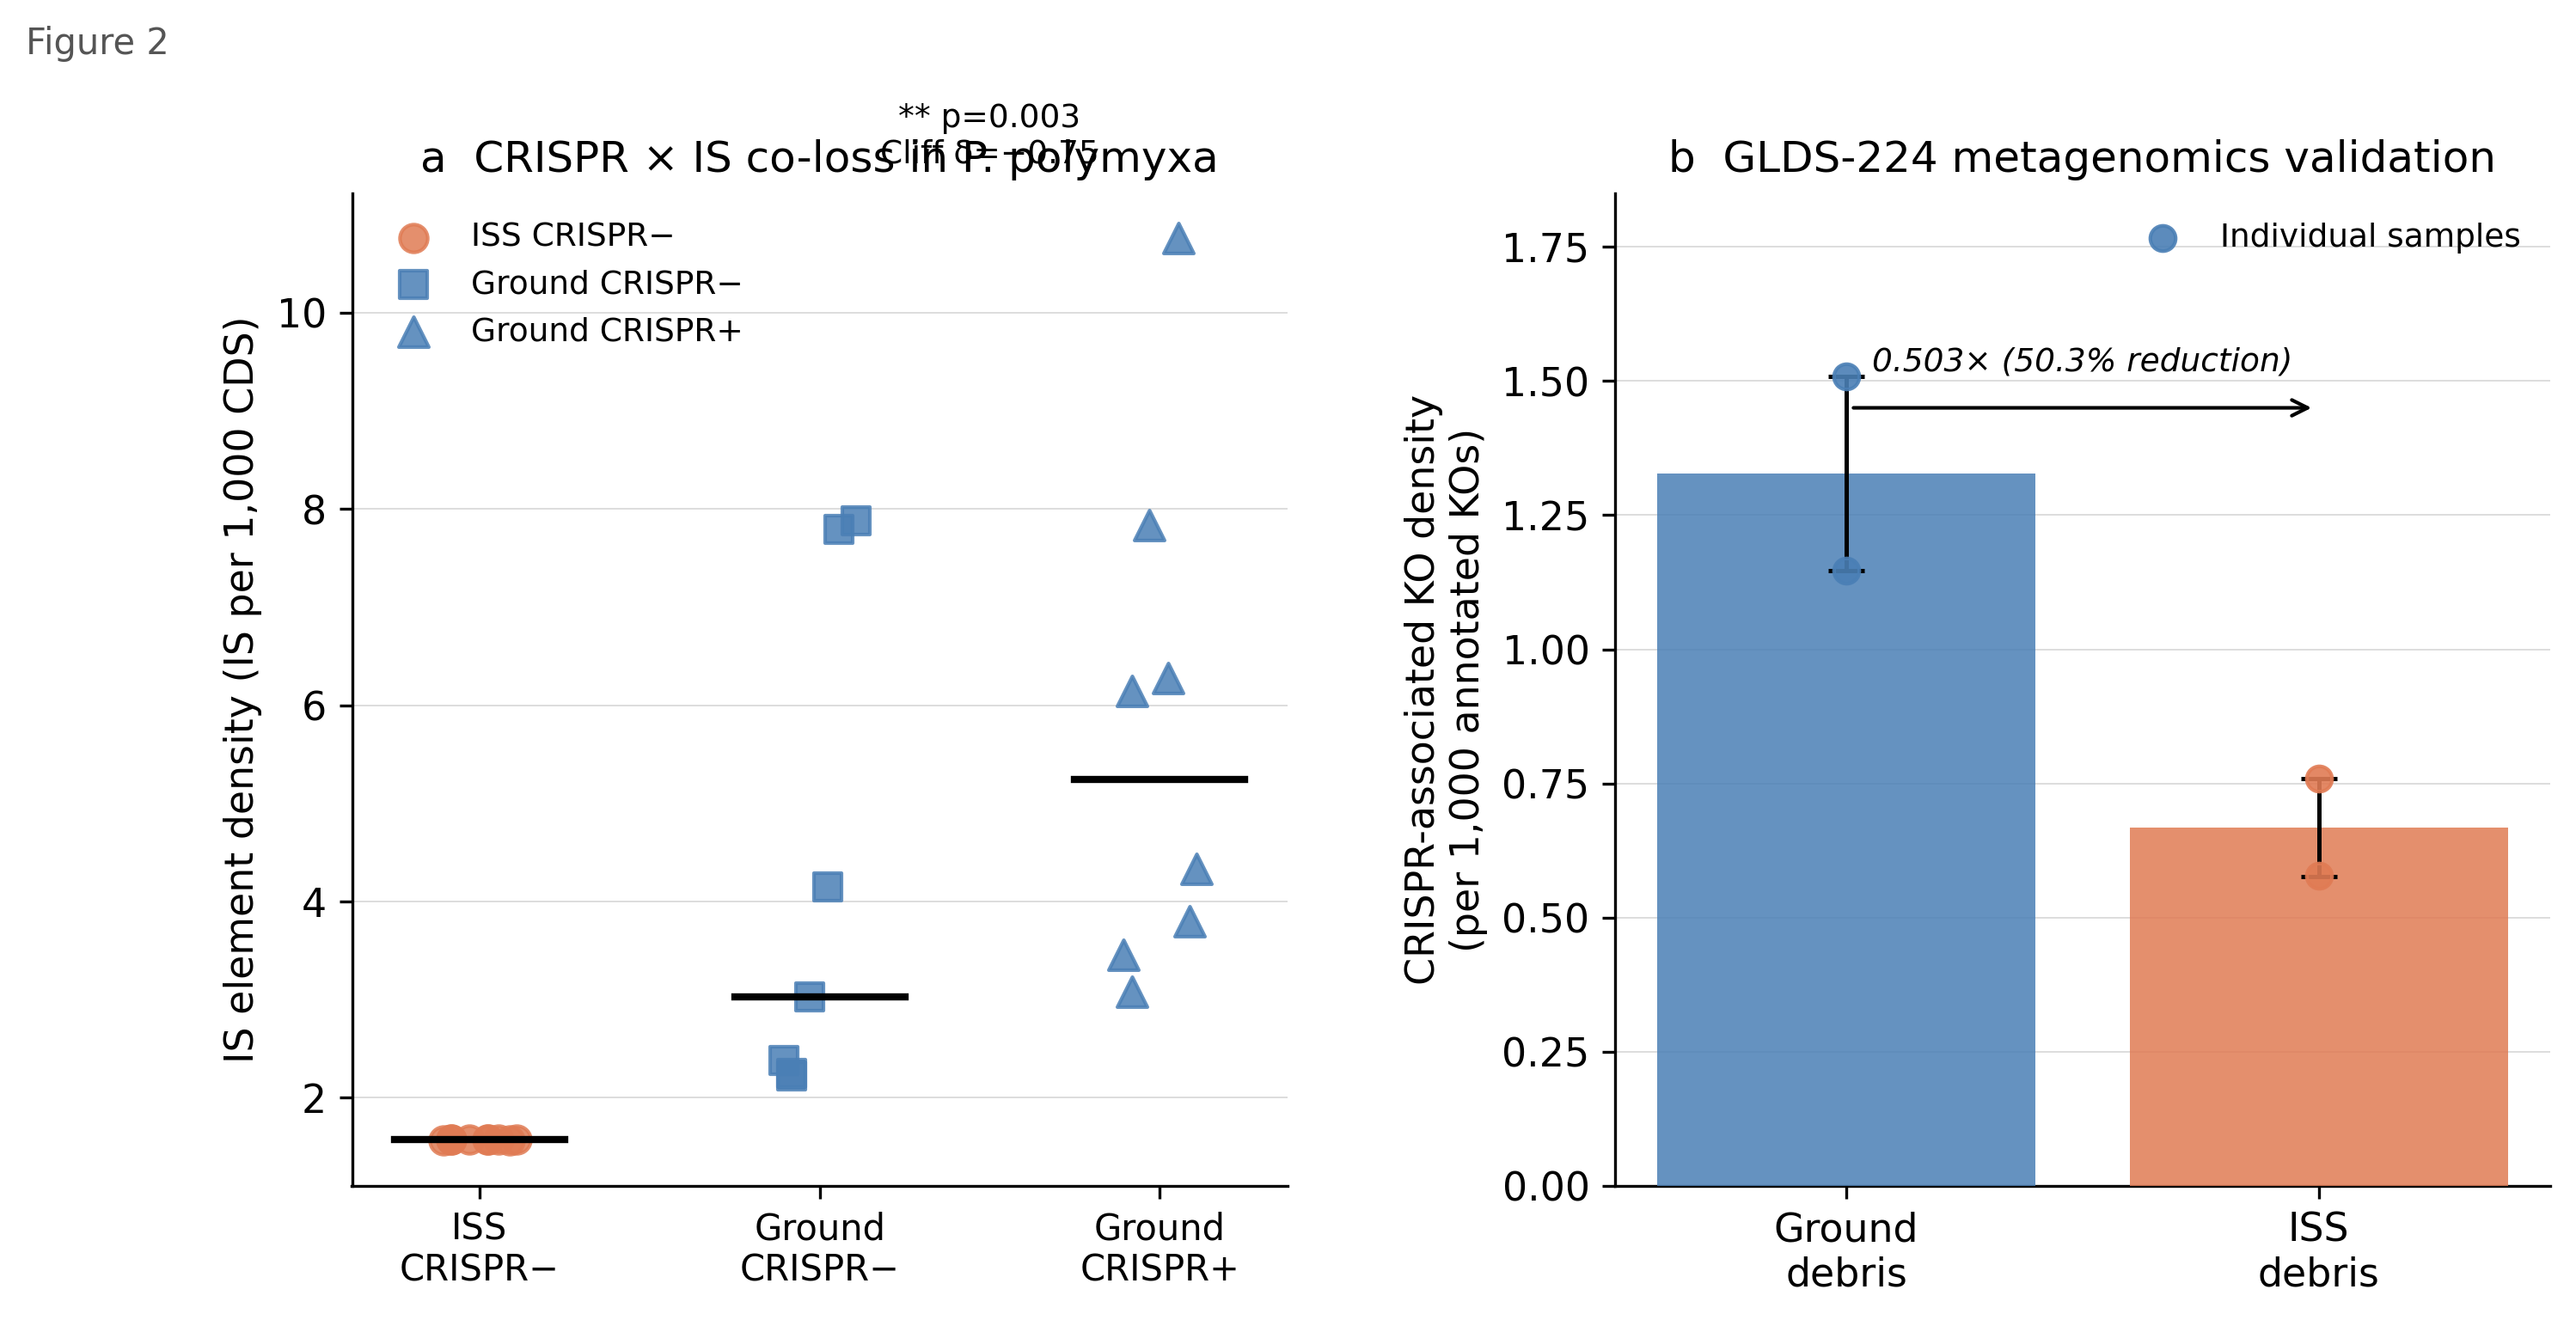 Figure 2
** p=0.003
Cliff δ=−0.75
a CRISPR × IS co-loss in P. polymyxa
IS element density (IS per 1,000 CDS)
10
8
6
4
2
ISS CRISPR−
Ground CRISPR−
Ground CRISPR+
ISS
CRISPR−
Ground
CRISPR−
Ground
CRISPR+
b GLDS-224 metagenomics validation
CRISPR-associated KO density
(per 1,000 annotated KOs)
1.75
1.50
1.25
1.00
0.75
0.50
0.25
0.00
Individual samples
0.503× (50.3% reduction)
Ground
debris
ISS
debris